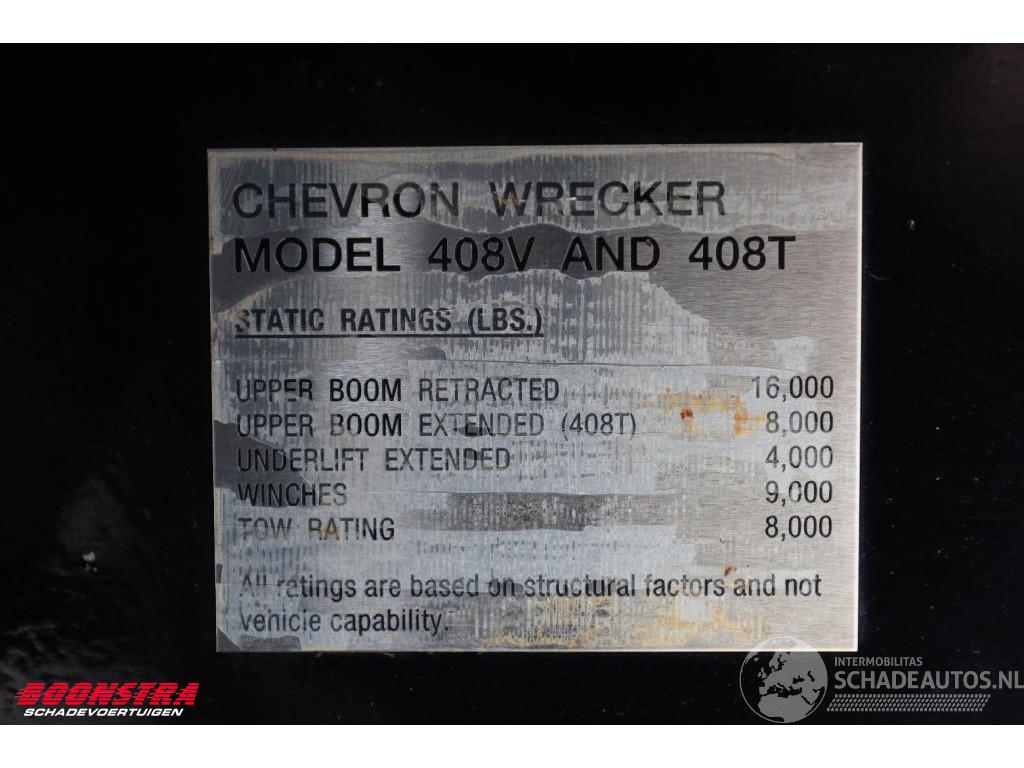 CHEVRON WRECKER
MODEL 408V AND 408T
STATIC RATINGS (LBS.)
UPPER BOOM RETRACTED 16,000
UPPER BOOM EXTENDED (408T) 8,000
UNDERLIFT EXTENDED 4,000
WINCHES 9,000
TOW RATING 8,000
All ratings are based on structural factors and not
vehicle capability.
BOONSTRA
SCHADEVOERTUIGEN
INTERMOBILITAS
SCHADEAUTOS.NL